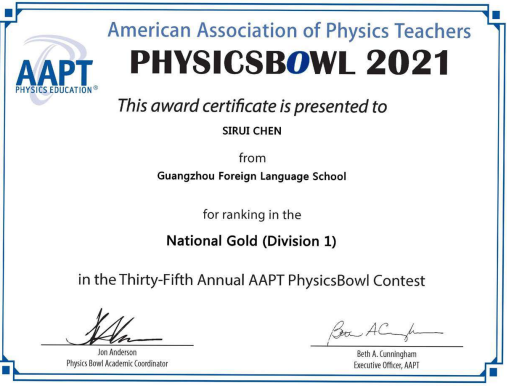 American Association of Physics Teachers
AAPT
PHYSICS EDUCATION®
PHYSICSBOWL 2021
This award certificate is presented to
SIRUI CHEN
from
Guangzhou Foreign Language School
for ranking in the
National Gold (Division 1)
in the Thirty-Fifth Annual AAPT PhysicsBowl Contest
Jon Anderson
Physics Bowl Academic Coordinator
Beth A. Cunningham
Executive Officer, AAPT